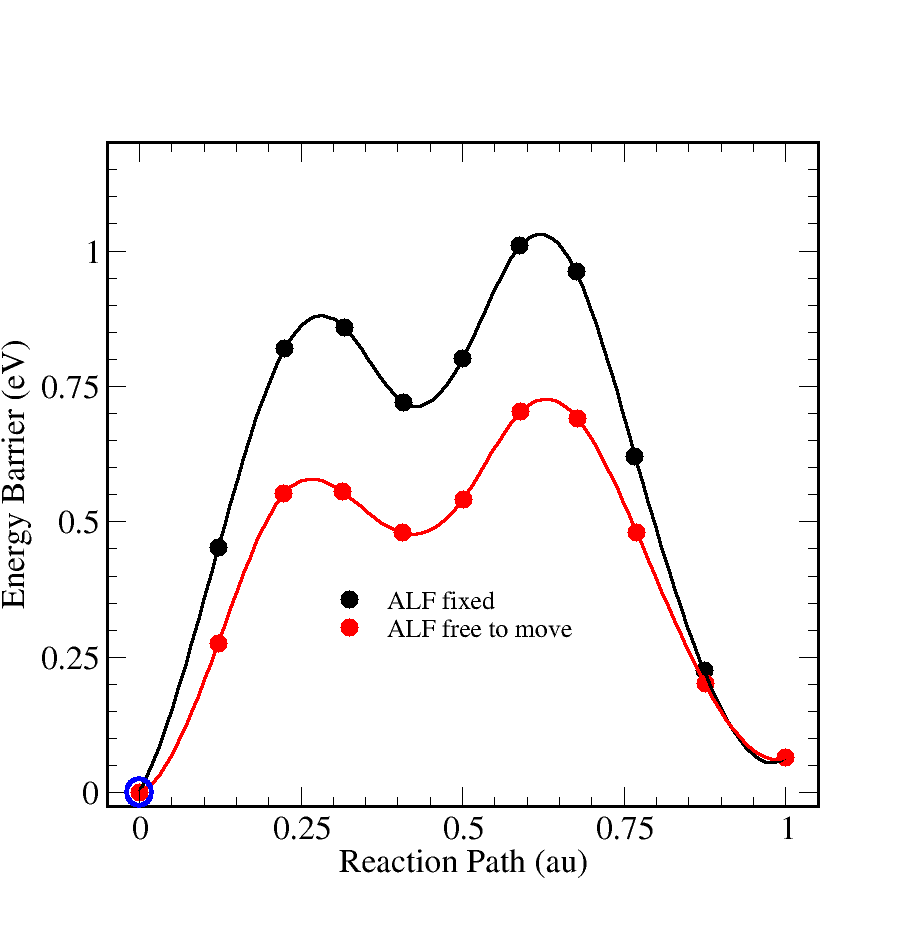 1
0.75
0.5
0.25
0
Energy Barrier (eV)
ALF fixed
ALF free to move
0 0.25 0.5 0.75 1
Reaction Path (au)